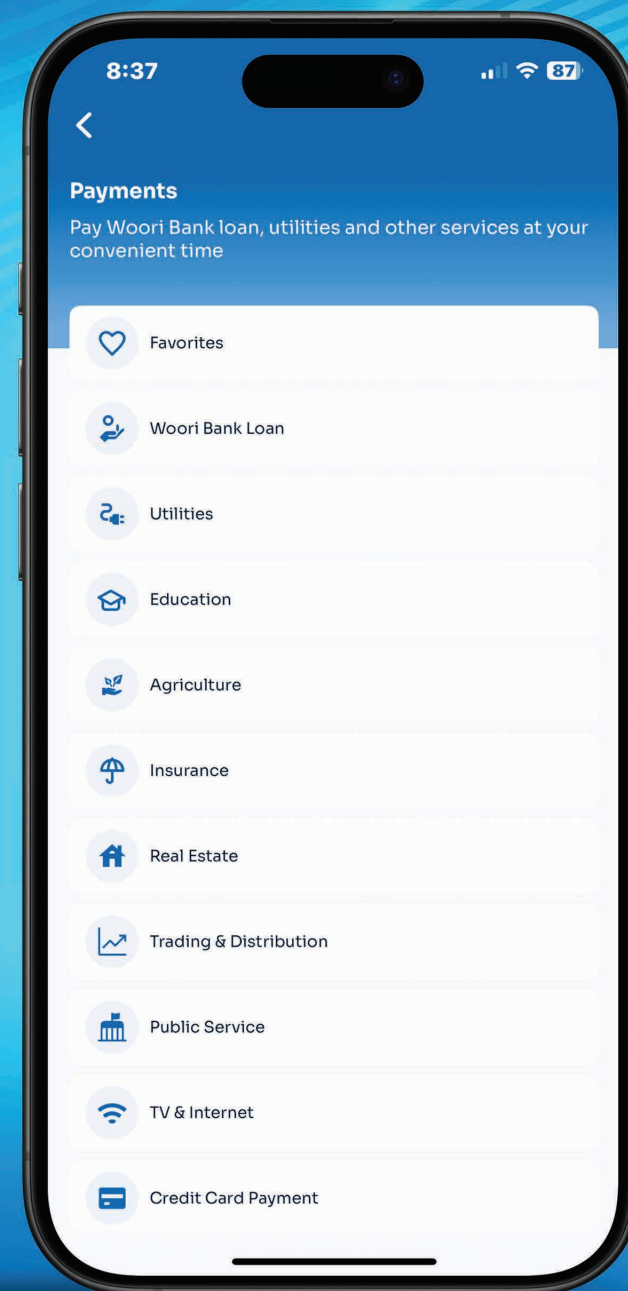 8:37
87
Payments
Pay Woori Bank loan, utilities and other services at your
convenient time
Favorites
Woori Bank Loan
Utilities
Education
Agriculture
Insurance
Real Estate
Trading & Distribution
Public Service
TV & Internet
Credit Card Payment